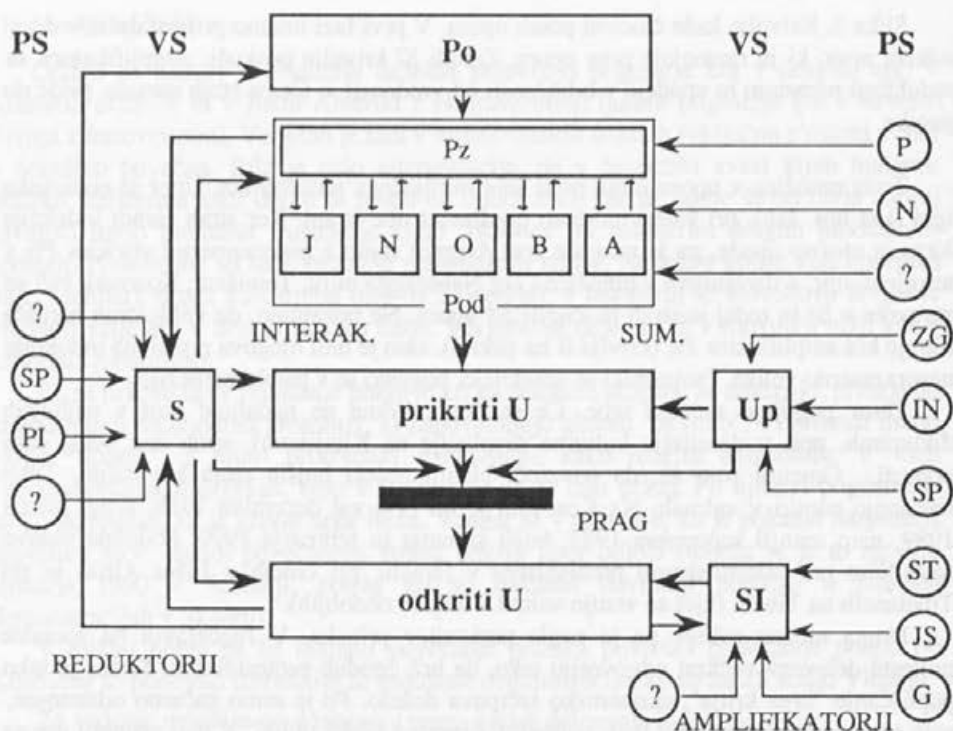 PS VS VS PS
Po
Pz
P
N
J N O B A
?
Pod
? INTERAK. SUM. ZG
SP S prikriti U Up IN
PI
? SP
PRAG
ST
odkriti U SI
JS
REDUKTORJI
? G
AMPLIFIKATORJI